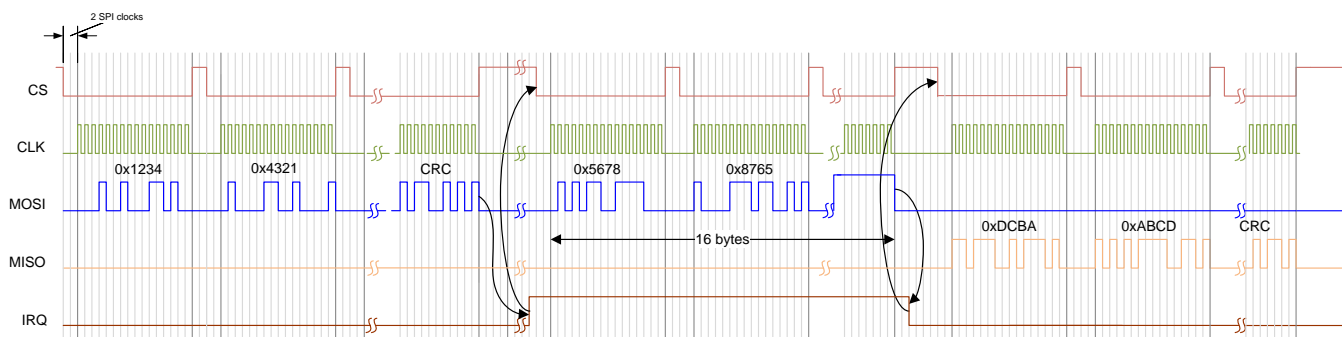 2 SPI clocks
CS
CLK
0x1234 0x4321 CRC 0x5678 0x8765
MOSI
16 bytes
0xDCBA 0xABCD CRC
MISO
IRQ